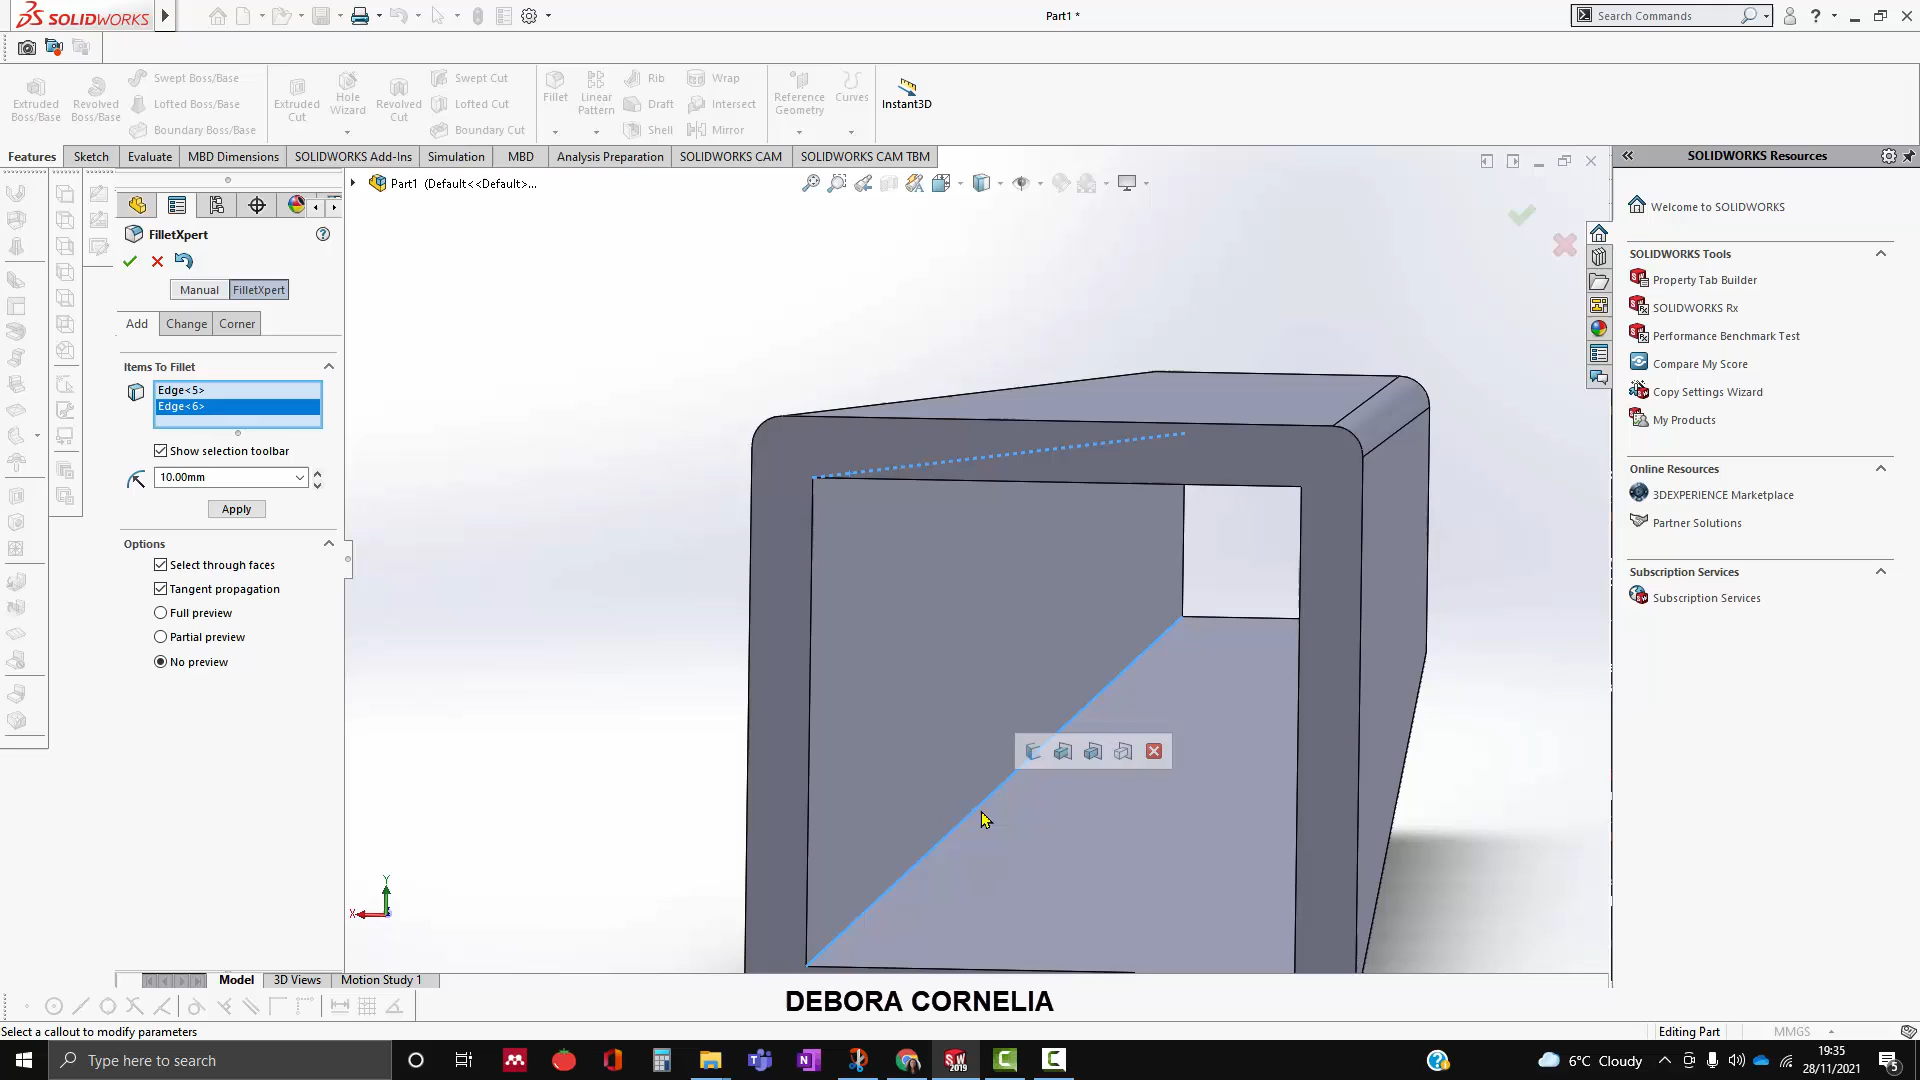 SOLIDWORKS
Part1 *
Search Commands
Extruded Boss/Base
Revolved Boss/Base
Swept Boss/Base
Lofted Boss/Base
Boundary Boss/Base
Extruded Cut
Hole Wizard
Revolved Cut
Swept Cut
Lofted Cut
Boundary Cut
Fillet
Linear Pattern
Rib
Draft
Shell
Wrap
Intersect
Mirror
Reference Geometry
Curves
Instant3D
Features
Sketch
Evaluate
MBD Dimensions
SOLIDWORKS Add-Ins
Simulation
MBD
Analysis Preparation
SOLIDWORKS CAM
SOLIDWORKS CAM TBM
Part1 (Default<<Default>...
FilletXpert
Manual
FilletXpert
Add
Change
Corner
Items To Fillet
Edge<5>
Edge<6>
Show selection toolbar
10.00mm
Apply
Options
Select through faces
Tangent propagation
Full preview
Partial preview
No preview
Y
X
SOLIDWORKS Resources
Welcome to SOLIDWORKS
SOLIDWORKS Tools
Property Tab Builder
SOLIDWORKS Rx
Performance Benchmark Test
Compare My Score
Copy Settings Wizard
My Products
Online Resources
3DEXPERIENCE Marketplace
Partner Solutions
Subscription Services
Subscription Services
Model
3D Views
Motion Study 1
DEBORA CORNELIA
Select a callout to modify parameters
Editing Part
MMGS
Type here to search
SW
2019
6°C Cloudy
19:35
28/11/2021
5